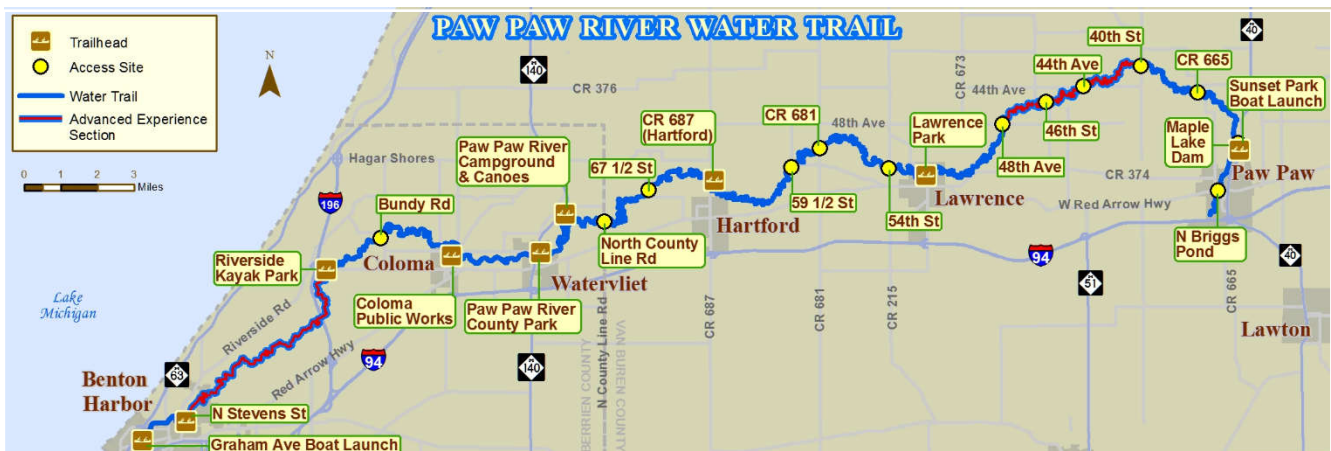 PAW PAW RIVER WATER TRAIL
Trailhead
Access Site
Water Trail
Advanced Experience
Section
0
1
2
3
Miles
N
140
40
40th St
44th Ave
CR 665
CR 673
44th Ave
CR 376
Sunset Park
Boat Launch
CR 687
(Hartford)
CR 681
48th Ave
Lawrence
Park
46th St
Maple
Lake
Dam
Paw Paw River
Campground
& Canoes
67 1/2 St
48th Ave
Hagar Shores
CR 374
Paw Paw
196
Bundy Rd
59 1/2 St
54th St
Lawrence
W Red Arrow Hwy
Hartford
North County
Line Rd
N Briggs
Pond
Riverside
Kayak Park
Coloma
Watervliet
94
40
Lake
Michigan
Coloma
Public Works
Paw Paw River
County Park
51
CR 665
Riverside Rd
CR 687
CR 681
CR 215
N County Line Rd
Lawton
Red Arrow Hwy
94
63
140
Benton
Harbor
BERRIEN COUNTY
VAN BUREN COUNTY
N Stevens St
Graham Ave Boat Launch